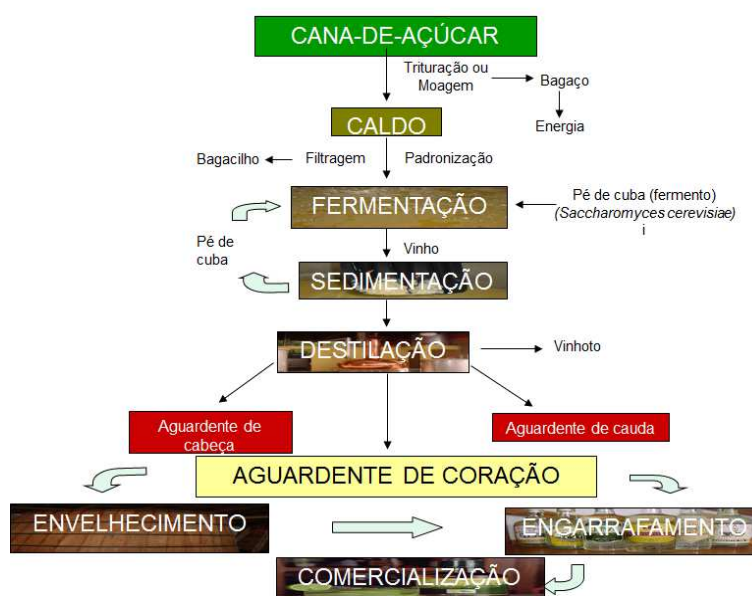 CANA-DE-AÇÚCAR
Trituração ou
Moagem
Bagaço
Energia
CALDO
Bagacilho
Filtragem
Padronização
FERMENTAÇÃO
Pé de cuba (fermento)
(Saccharomyces cerevisiae)
i
Pé de
cuba
Vinho
SEDIMENTAÇÃO
DESTILAÇÃO
Vinhoto
Aguardente de
cabeça
Aguardente de cauda
AGUARDENTE DE CORAÇÃO
ENVELHECIMENTO
ENGARRAFAMENTO
COMERCIALIZAÇÃO